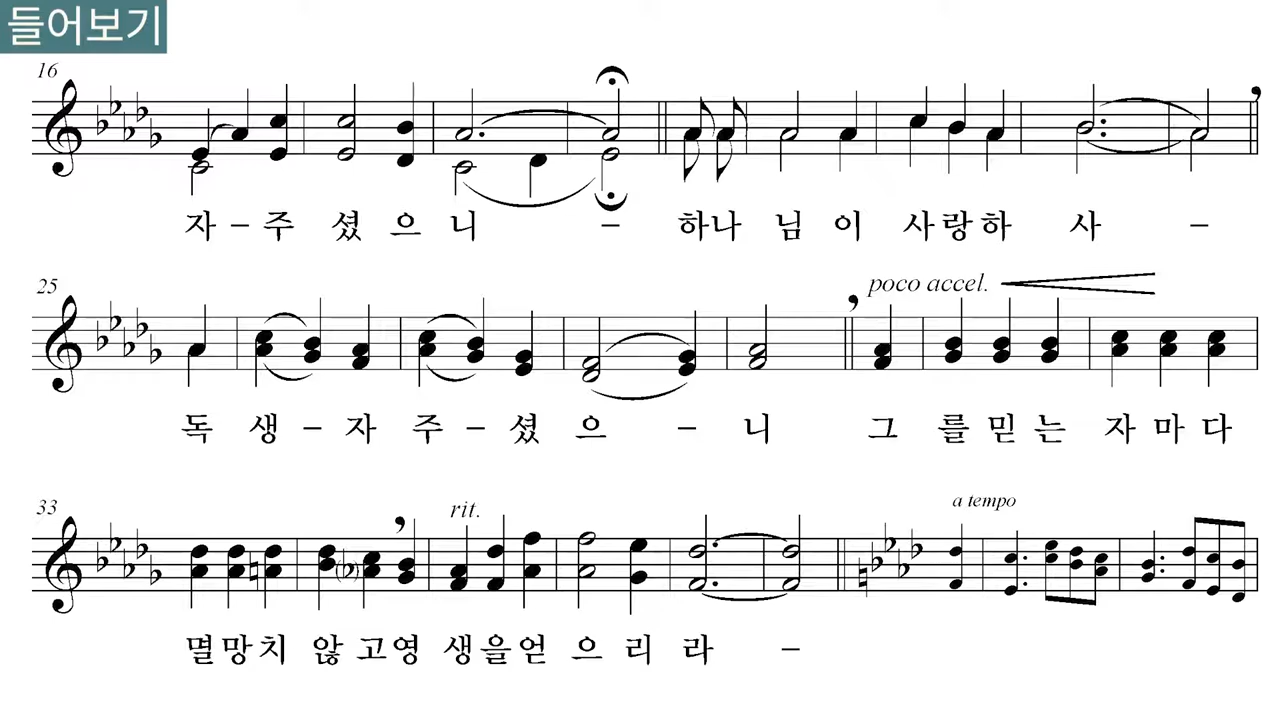 들어보기
16
자 - 주 셨 으 니 - 하나 님 이 사랑하 사 -
25
poco accel.
독 생 - 자 주 - 셨 으 - 니 그 를 믿 는 자 마 다
33
rit.
a tempo
멸망치 않 고영 생을얻 으 리 라 -